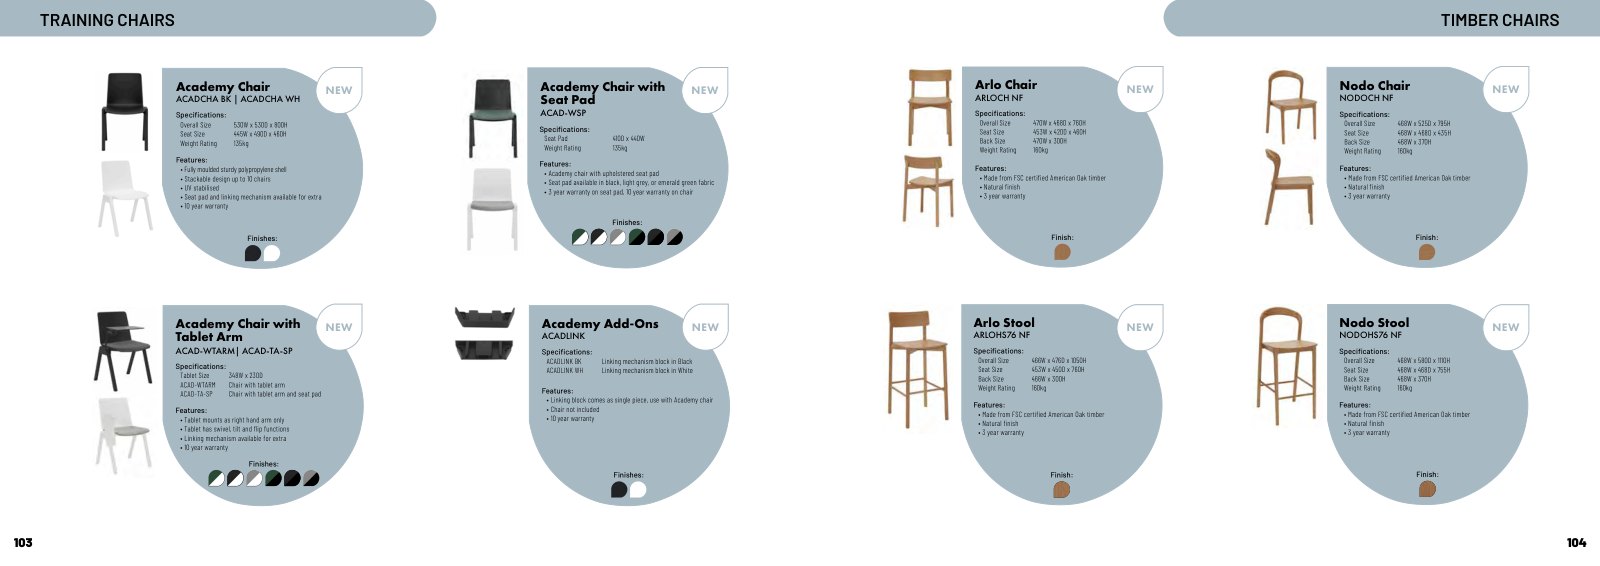 TRAINING CHAIRS
Academy Chair
ACADCHA BK | ACADCHA WH
NEW
Specifications:
Overall Size 530W x 530D x 800H
Seat Size 445W x 490D x 460H
Weight Rating 135kg
Features:
• Fully moulded sturdy polypropylene shell
• Stackable design up to 10 chairs
• UV stabilised
• Seat pad and linking mechanism available for extra
• 10 year warranty
Finishes:
Academy Chair with
Seat Pad
ACAD-WSP
NEW
Specifications:
Seat Pad 410D x 440W
Weight Rating 135kg
Features:
• Academy chair with upholstered seat pad
• Seat pad available in black, light grey, or emerald green fabric
• 3 year warranty on seat pad, 10 year warranty on chair
Finishes:
Academy Chair with
Tablet Arm
ACAD-WTARM| ACAD-TA-SP
NEW
Specifications:
Tablet Size 348W x 230D
ACAD-WTARM Chair with tablet arm
ACAD-TA-SP Chair with tablet arm and seat pad
Features:
• Tablet mounts as right hand arm only
• Tablet has swivel, tilt and flip functions
• Linking mechanism available for extra
• 10 year warranty
Finishes:
Academy Add-Ons
ACADLINK
NEW
Specifications:
ACADLINK BK Linking mechanism block in Black
ACADLINK WH Linking mechanism block in White
Features:
• Linking block comes as single piece, use with Academy chair
• Chair not included
• 10 year warranty
Finishes:
103
TIMBER CHAIRS
Arlo Chair
ARLOCH NF
NEW
Specifications:
Overall Size 470W x 468D x 760H
Seat Size 453W x 420D x 460H
Back Size 470W x 300H
Weight Rating 160kg
Features:
• Made from FSC certified American Oak timber
• Natural finish
• 3 year warranty
Finish:
Nodo Chair
NODOCH NF
NEW
Specifications:
Overall Size 468W x 525D x 795H
Seat Size 468W x 468D x 435H
Back Size 468W x 370H
Weight Rating 160kg
Features:
• Made from FSC certified American Oak timber
• Natural finish
• 3 year warranty
Finish:
Arlo Stool
ARLOHS76 NF
NEW
Specifications:
Overall Size 466W x 476D x 1050H
Seat Size 453W x 450D x 760H
Back Size 466W x 300H
Weight Rating 160kg
Features:
• Made from FSC certified American Oak timber
• Natural finish
• 3 year warranty
Finish:
Nodo Stool
NODOHS76 NF
NEW
Specifications:
Overall Size 468W x 580D x 1110H
Seat Size 468W x 468D x 755H
Back Size 468W x 370H
Weight Rating 160kg
Features:
• Made from FSC certified American Oak timber
• Natural finish
• 3 year warranty
Finish:
104